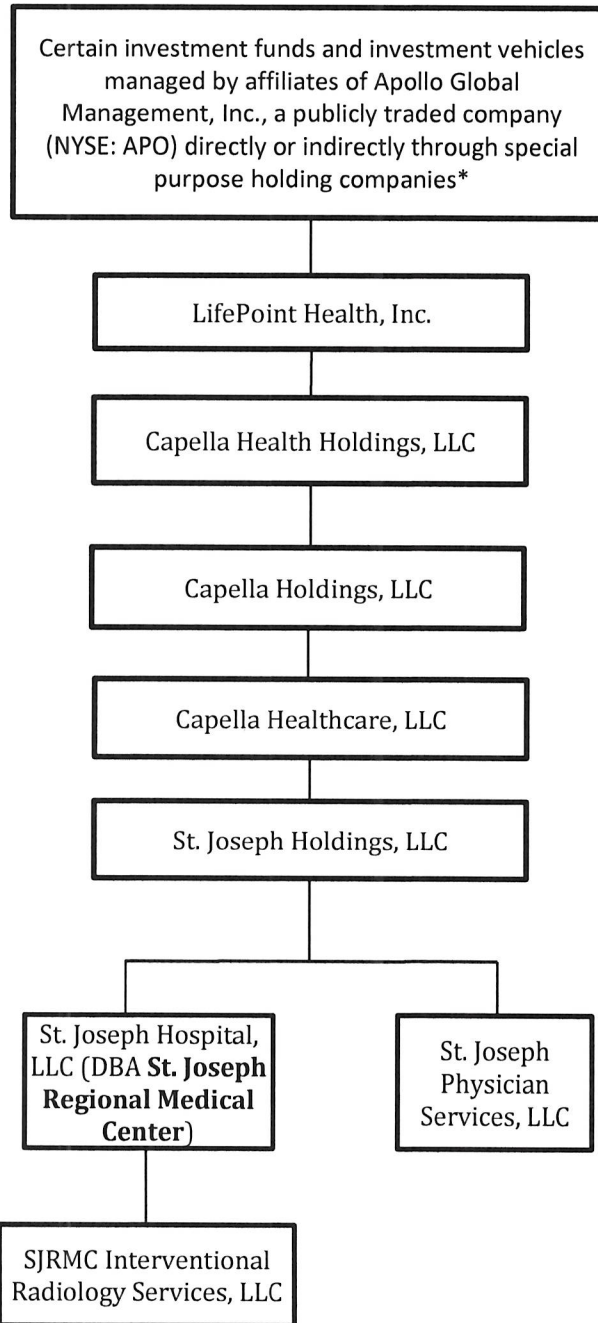 Certain investment funds and investment vehicles
managed by affiliates of Apollo Global
Management, Inc., a publicly traded company
(NYSE: APO) directly or indirectly through special
purpose holding companies*
LifePoint Health, Inc.
Capella Health Holdings, LLC
Capella Holdings, LLC
Capella Healthcare, LLC
St. Joseph Holdings, LLC
St. Joseph Hospital,
LLC (DBA St. Joseph
Regional Medical
Center)
St. Joseph
Physician
Services, LLC
SJRMC Interventional
Radiology Services, LLC